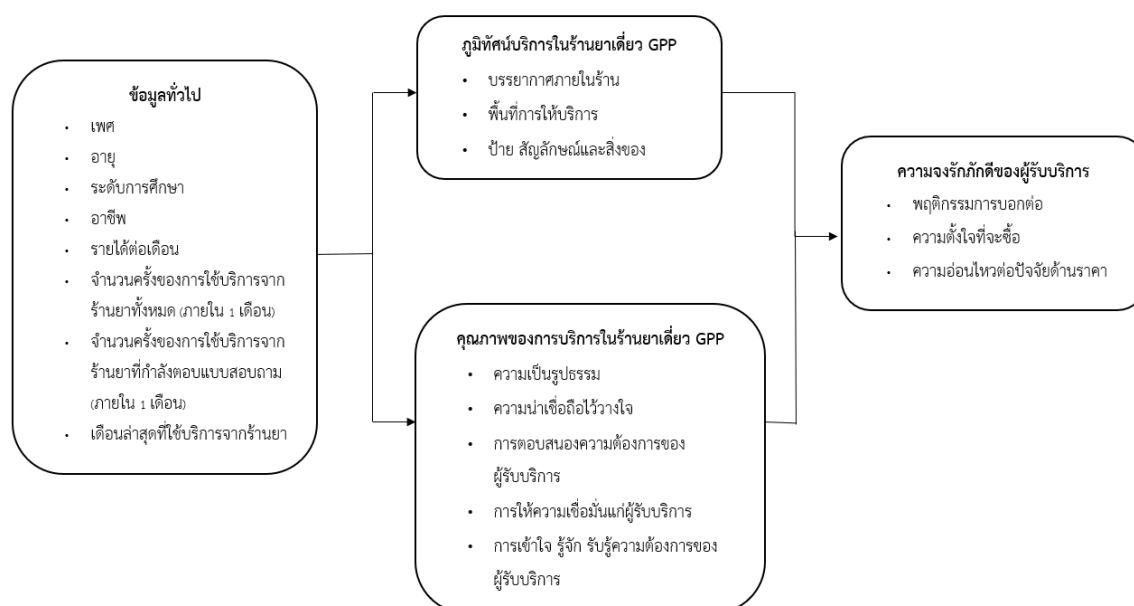 ข้อมูลทั่วไป
• เพศ
• อายุ
• ระดับการศึกษา
• อาชีพ
• รายได้ต่อเดือน
• จำนวนครั้งของการใช้บริการจาก
ร้านยาทั้งหมด (ภายใน 1 เดือน)
• จำนวนครั้งของการใช้บริการจาก
ร้านยาที่กำลังตอบแบบสอบถาม
(ภายใน 1 เดือน)
• เดือนล่าสุดที่ใช้บริการจากร้านยา
ภูมิทัศน์บริการในร้านยาเดี่ยว GPP
• บรรยากาศภายในร้าน
• พื้นที่การให้บริการ
• ป้าย สัญลักษณ์และสิ่งของ
คุณภาพของการบริการในร้านยาเดี่ยว GPP
• ความเป็นรูปธรรม
• ความน่าเชื่อถือไว้วางใจ
• การตอบสนองความต้องการของ
ผู้รับบริการ
• การให้ความเชื่อมั่นแก่ผู้รับบริการ
• การเข้าใจ รู้จัก รับรู้ความต้องการของ
ผู้รับบริการ
ความจงรักภักดีของผู้รับบริการ
• พฤติกรรมการบอกต่อ
• ความตั้งใจที่จะซื้อ
• ความอ่อนไหวต่อปัจจัยด้านราคา